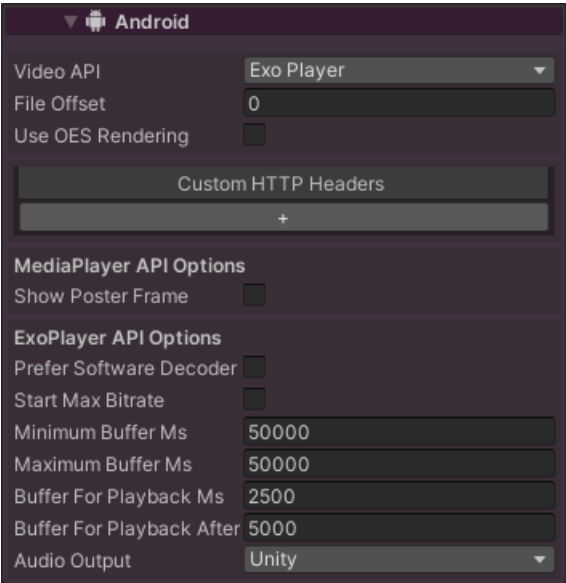 Android
Video API Exo Player
File Offset 0
Use OES Rendering
Custom HTTP Headers
+
MediaPlayer API Options
Show Poster Frame
ExoPlayer API Options
Prefer Software Decoder
Start Max Bitrate
Minimum Buffer Ms 50000
Maximum Buffer Ms 50000
Buffer For Playback Ms 2500
Buffer For Playback After 5000
Audio Output Unity